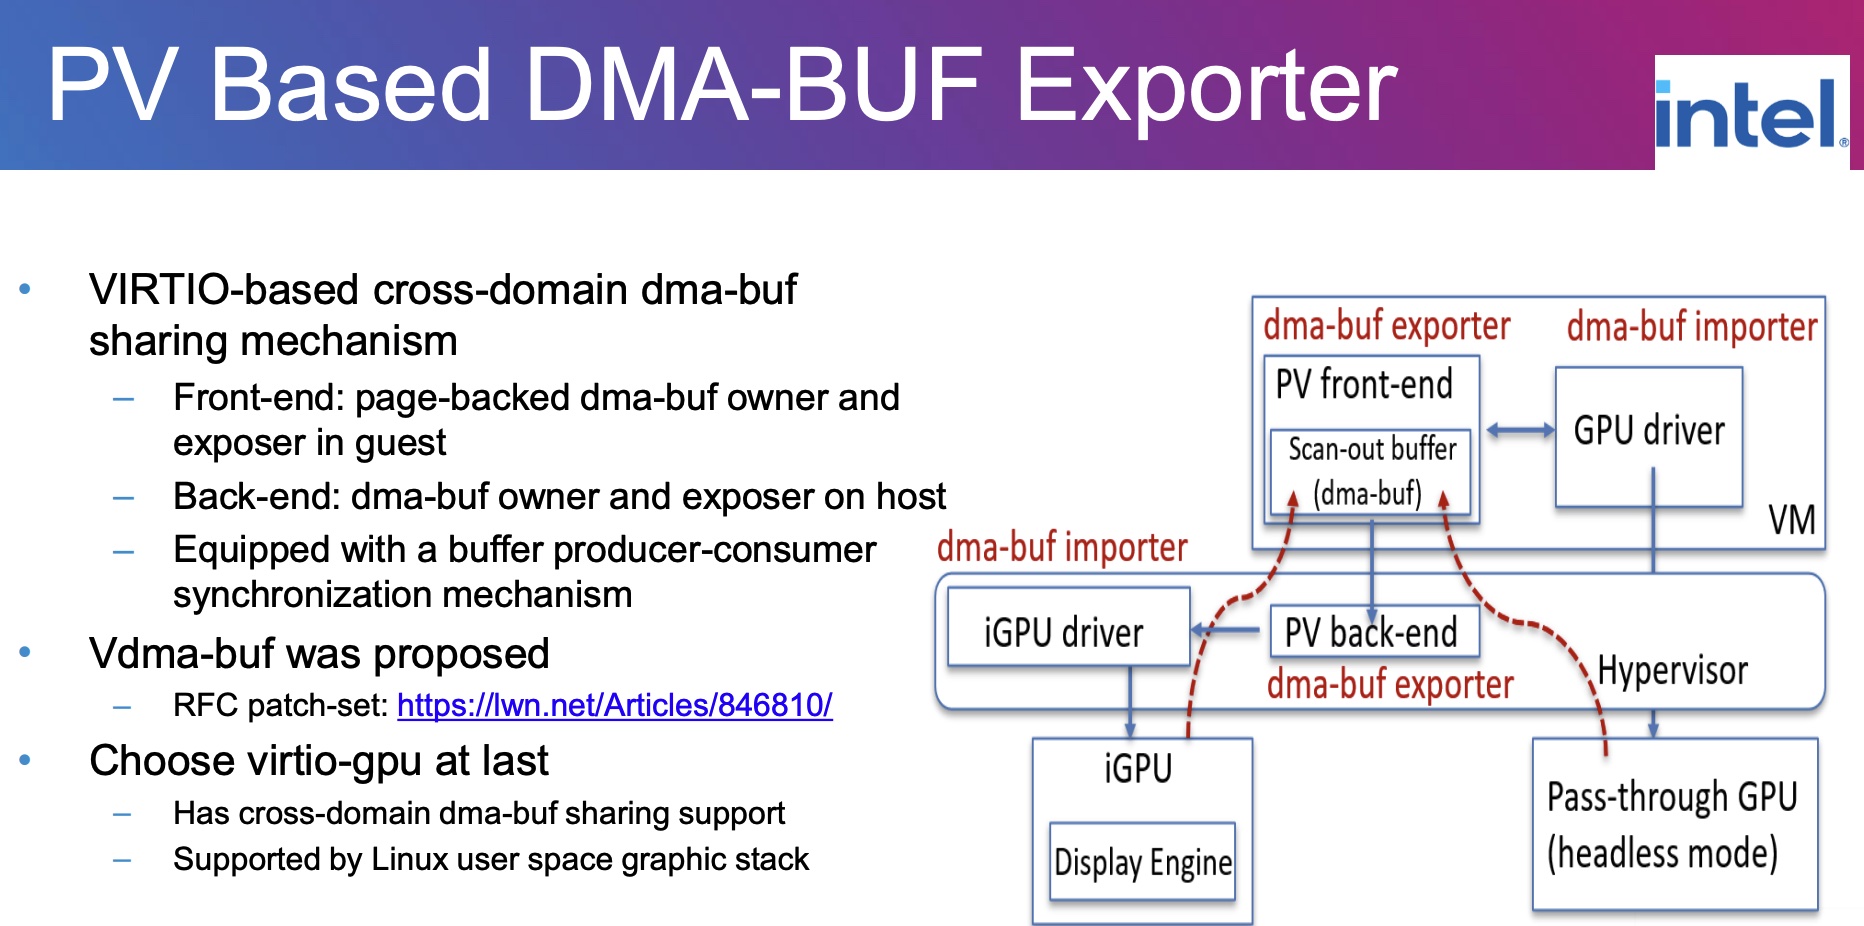 PV Based DMA-BUF Exporter
intel®
• VIRTIO-based cross-domain dma-buf
sharing mechanism
– Front-end: page-backed dma-buf owner and
exposer in guest
– Back-end: dma-buf owner and exposer on host
– Equipped with a buffer producer-consumer
synchronization mechanism
• Vdma-buf was proposed
– RFC patch-set: https://lwn.net/Articles/846810/
• Choose virtio-gpu at last
– Has cross-domain dma-buf sharing support
– Supported by Linux user space graphic stack
dma-buf exporter
dma-buf importer
PV front-end
Scan-out buffer
(dma-buf)
GPU driver
VM
dma-buf importer
iGPU driver
PV back-end
dma-buf exporter
Hypervisor
iGPU
Display Engine
Pass-through GPU
(headless mode)